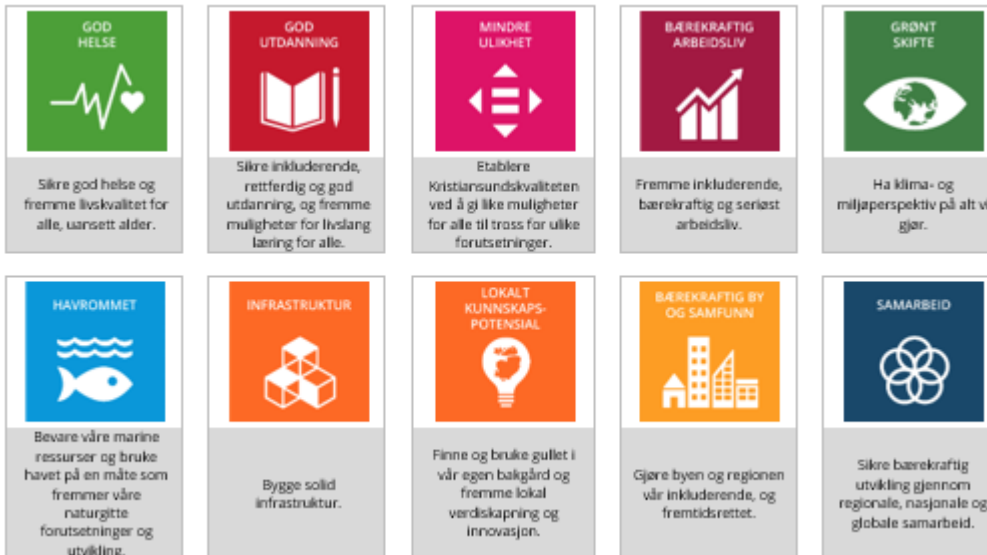 GOD
HELSE
Sikre god helse og
fremme livskvalitet for
alle, uansett alder.
GOD
UTDANNING
Sikre inkluderende,
rettferdig og god
utdanning, og fremme
muligheter for livslang
læring for alle.
MINDRE
ULIKHET
Etablere
Kristiansundskvaliteten
ved å gi like muligheter
for alle til tross for ulike
forutsetninger.
BÆREKRAFTIG
ARBEIDSLIV
Fremme inkluderende,
bærekraftig og seriøst
arbeidsliv.
GRØNT
SKIFTE
Ha klima- og
miljøperspektiv på alt vi
gjør.
HAVROMMET
Bevare våre marine
ressurser og bruke
havet på en måte som
fremmer våre
naturgitte
forutsetninger og
utvikling.
INFRASTRUKTUR
Bygge solid
infrastruktur.
LOKALT
KUNNSKAPS-
POTENSIAL
Finne og bruke gullet i
vår egen bakgård og
fremme lokal
verdiskapning og
innovasjon.
BÆREKRAFTIG BY
OG SAMFUNN
Gjøre byen og regionen
vår inkluderende, og
fremtidsrettet.
SAMARBEID
Sikre bærekraftig
utvikling gjennom
regionale, nasjonale og
globale samarbeid.